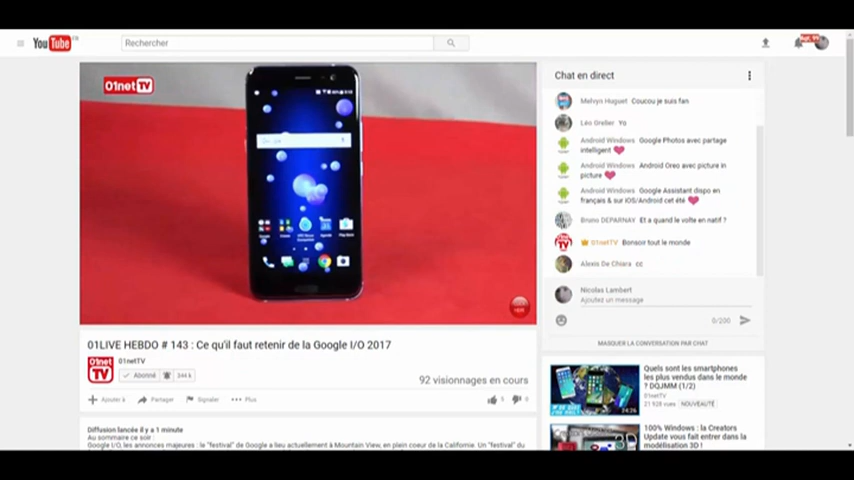 YouTube FR
Rechercher
01net TV
01LIVE HEBDO # 143 : Ce qu'il faut retenir de la Google I/O 2017
01netTV
Abonné
344 k
92 visionnages en cours
Ajouter à
Partager
Signaler
Plus
5
0
Diffusion lancée il y a 1 minute
Au sommaire ce soir :
Google I/O, les annonces majeures : le "festival" de Google a lieu actuellement à Mountain View, en plein coeur de la Californie. Un "festival" du
Chat en direct
Melvyn Huguet Coucou je suis fan
Léo Grelier Yo
Android Windows Google Photos avec partage
intelligent
Android Windows Android Oreo avec picture in
picture
Android Windows Google Assistant dispo en
français & sur iOS/Android cet été
Bruno DEPARNAY Et a quand le volte en natif ?
01netTV Bonsoir tout le monde
Alexis De Chiara cc
Nicolas Lambert
Ajoutez un message
0/200
MASQUER LA CONVERSATION PAR CHAT
Quels sont les smartphones
les plus vendus dans le monde
? DQJMM (1/2)
01netTV
21 928 vues NOUVEAUTÉ
24:26
100% Windows : la Creators
Update vous fait entrer dans la
modélisation 3D !